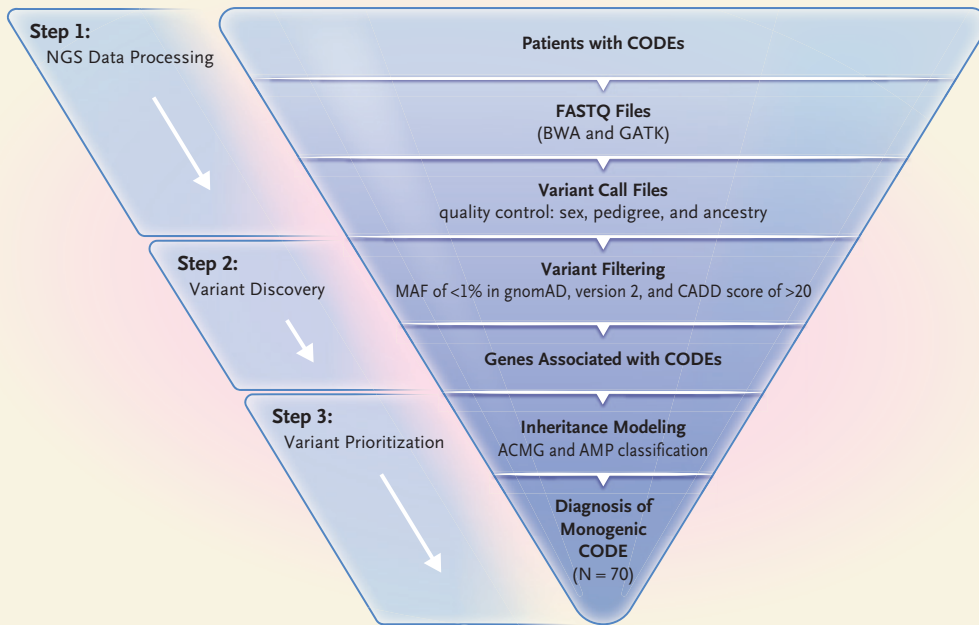 Step 1:
NGS Data Processing
Step 2:
Variant Discovery
Step 3:
Variant Prioritization
Patients with CODEs
FASTQ Files
(BWA and GATK)
Variant Call Files
quality control: sex, pedigree, and ancestry
Variant Filtering
MAF of <1% in gnomAD, version 2, and CADD score of >20
Genes Associated with CODEs
Inheritance Modeling
ACMG and AMP classification
Diagnosis of
Monogenic
CODE
(N = 70)